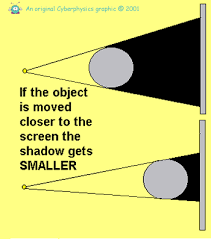 An original Cyberphysics graphic © 2001
If the object
is moved
closer to the
screen the
shadow gets
SMALLER